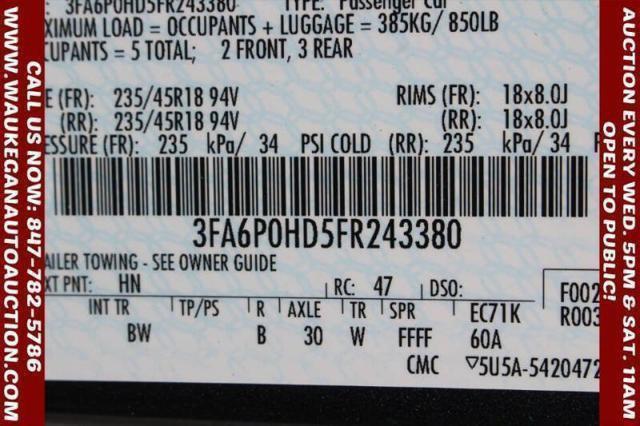 WWW.WAUKEGANAUTOAUCTION.COM
CALL US NOW: 847-782-5786
3FA6P0HD5FR243380 TYPE: Passenger Car
XIMUM LOAD = OCCUPANTS + LUGGAGE = 385KG/ 850LB
CUPANTS = 5 TOTAL; 2 FRONT, 3 REAR
E (FR): 235/45R18 94V RIMS (FR): 18x8.0J
(RR): 235/45R18 94V (RR): 18x8.0J
ESSURE (FR): 235 kPa/ 34 PSI COLD (RR): 235 kPa/ 34
3FA6P0HD5FR243380
AILER TOWING - SEE OWNER GUIDE
XT PNT: HN RC: 47 DSO: F002
INT TR TP/PS R AXLE TR SPR EC71K R003
BW B 30 W FFFF 60A
CMC ▽5U5A-5420472
AUCTION EVERY WED. 5PM & SAT. 11AM
OPEN TO PUBLIC!